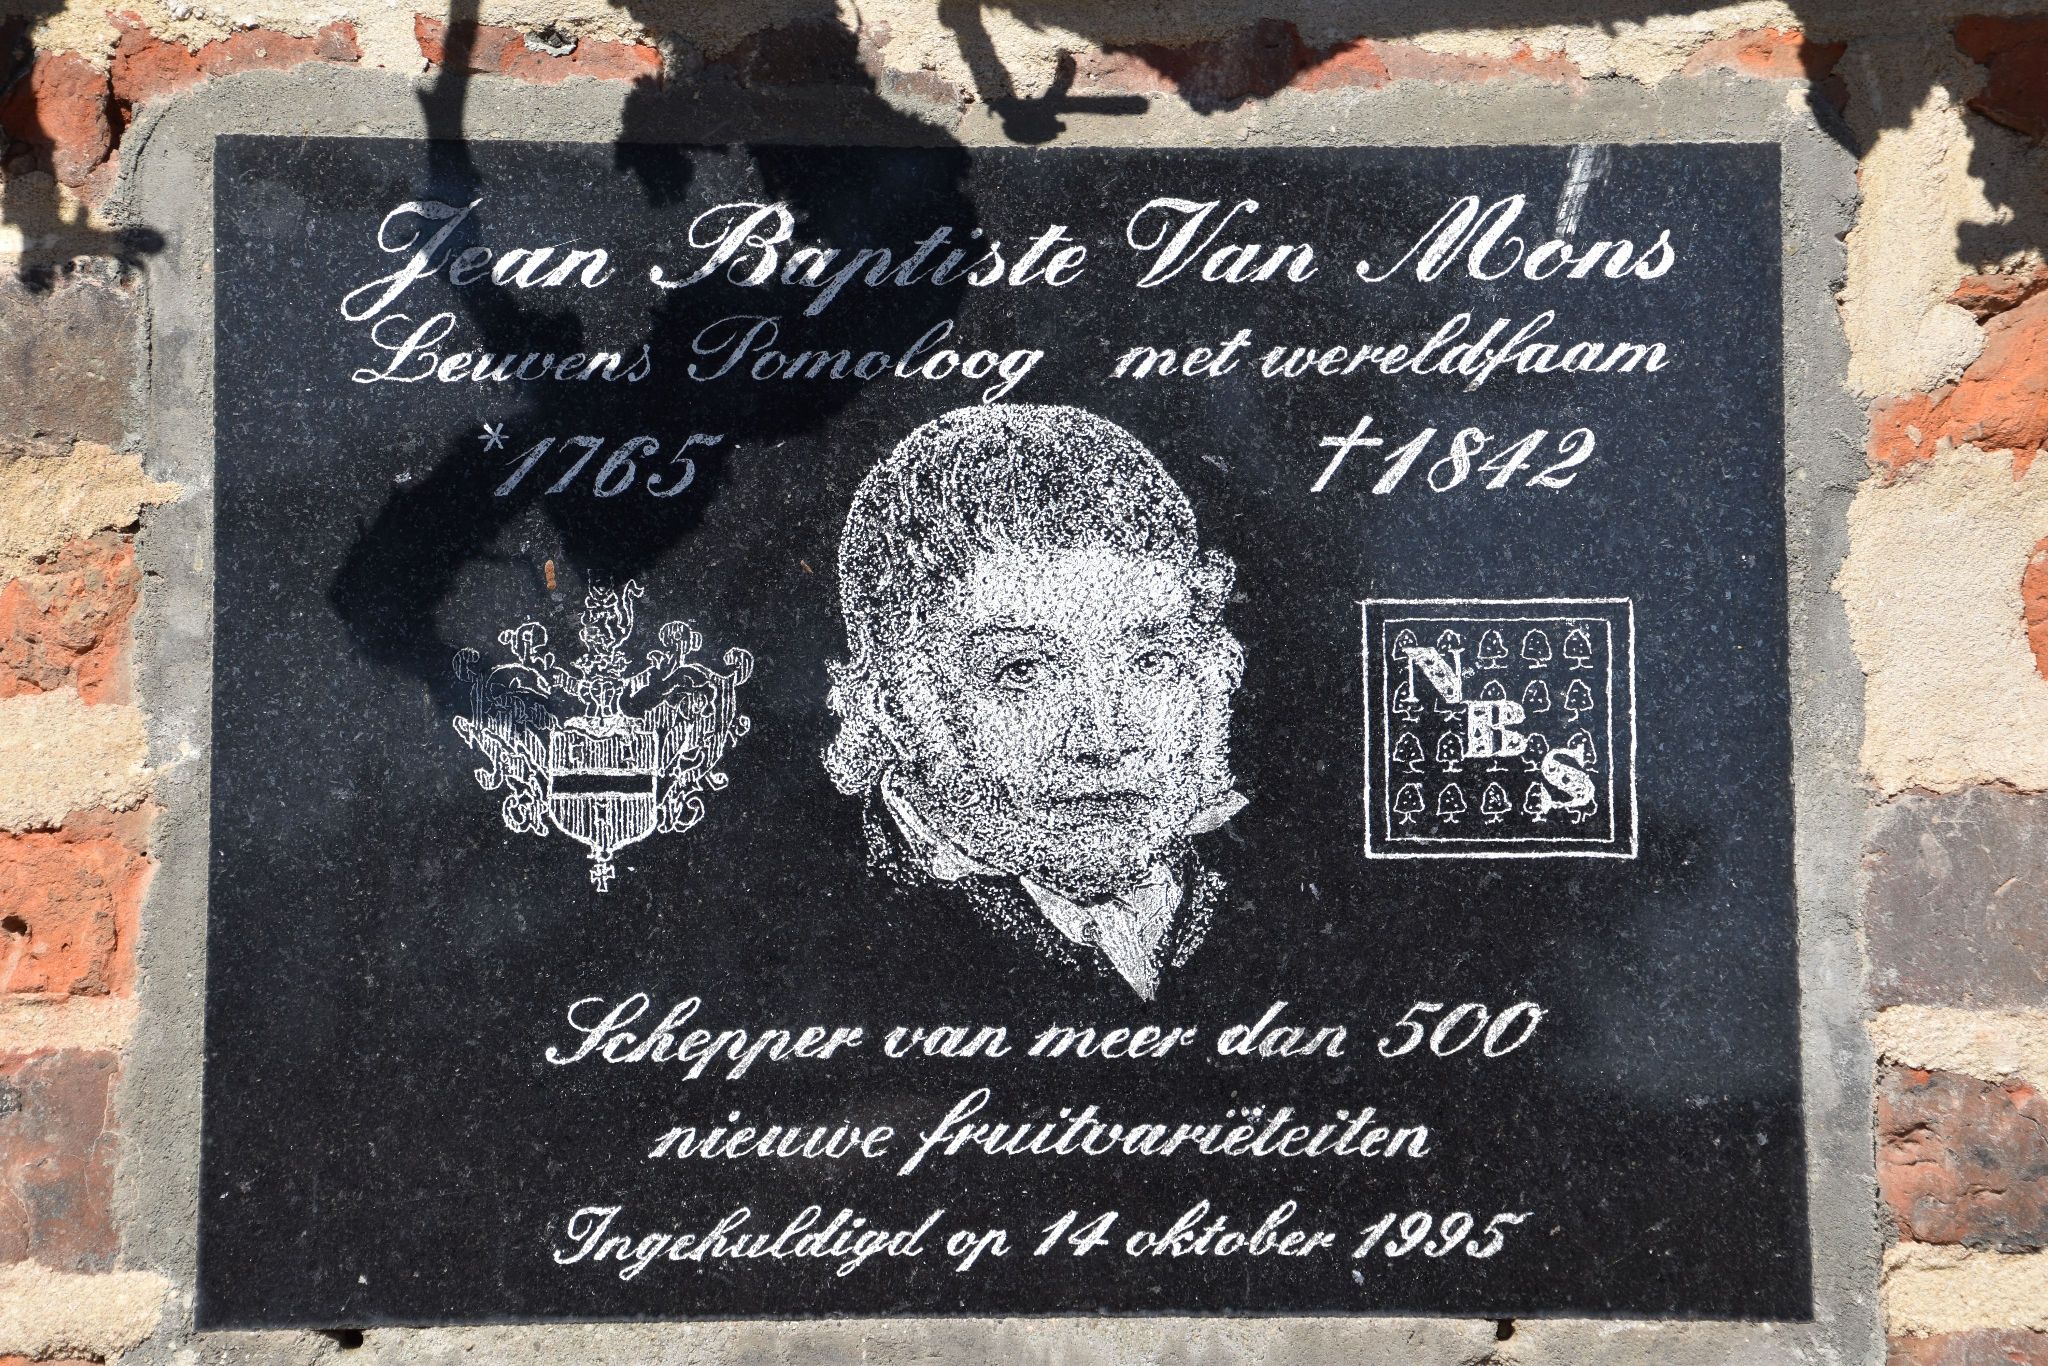 Jean Baptiste Van Mons
Leuvens Pomoloog met wereldfaam
*1765 †1842
NBS
Schepper van meer dan 500
nieuwe fruitvariëteiten
Ingehuldigd op 14 oktober 1995